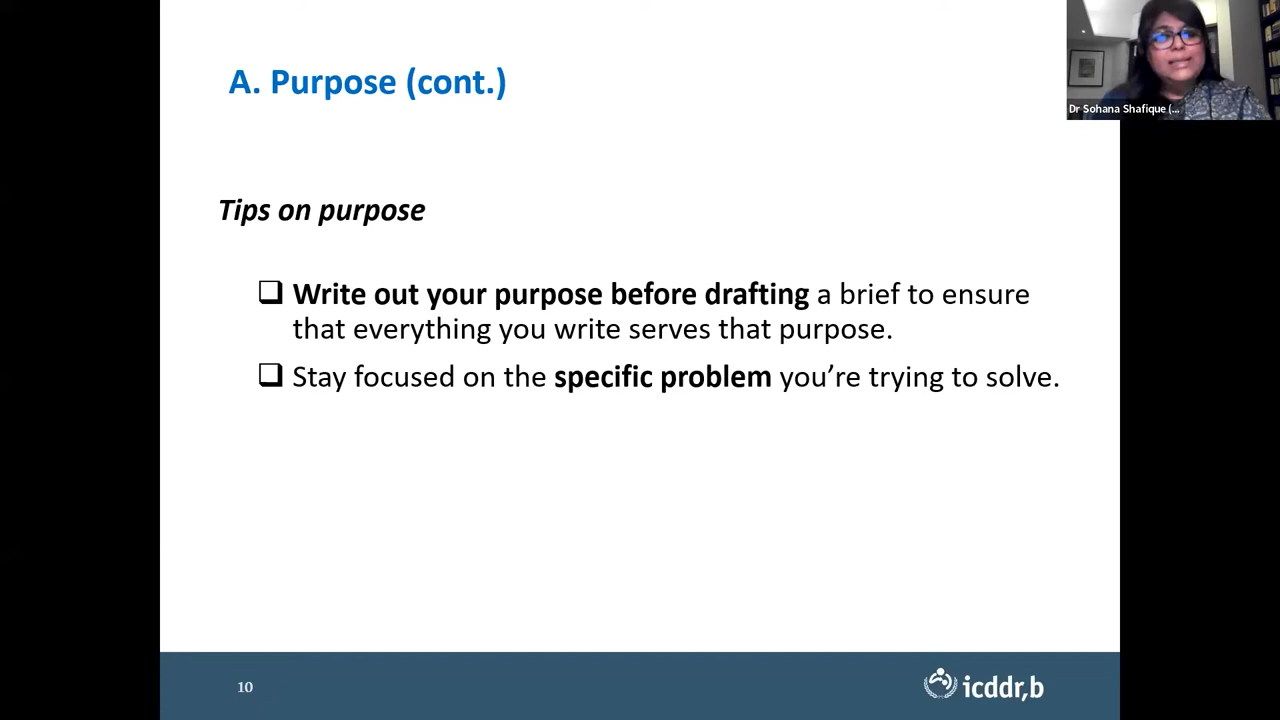 A. Purpose (cont.)
Dr Sohana Shafique (...
Tips on purpose
Write out your purpose before drafting a brief to ensure
that everything you write serves that purpose.
Stay focused on the specific problem you’re trying to solve.
10
icddr,b